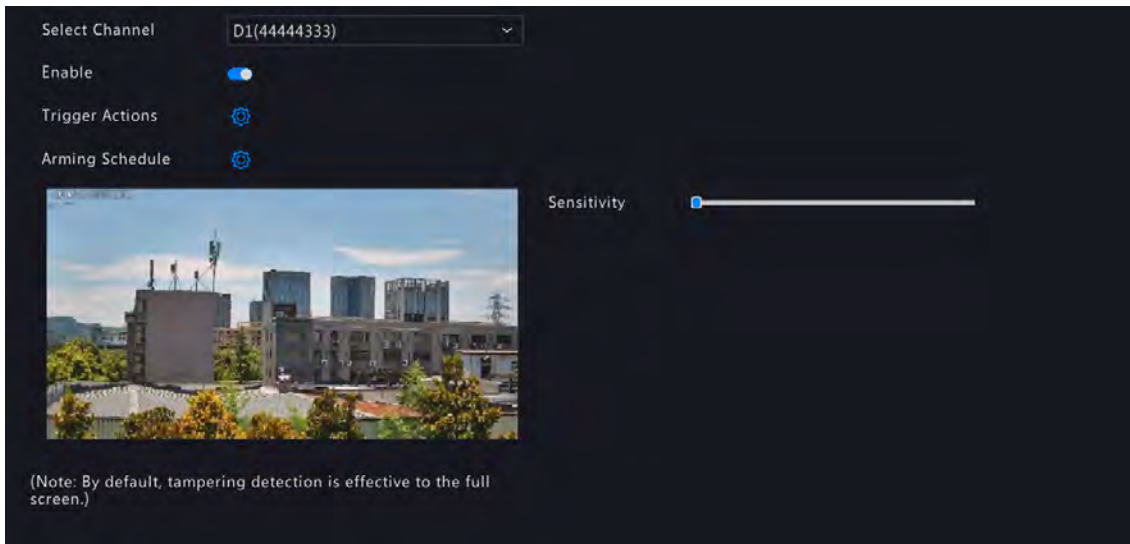 Select Channel D1(44444333)
Enable
Trigger Actions
Arming Schedule
Sensitivity
(Note: By default, tampering detection is effective to the full
screen.)